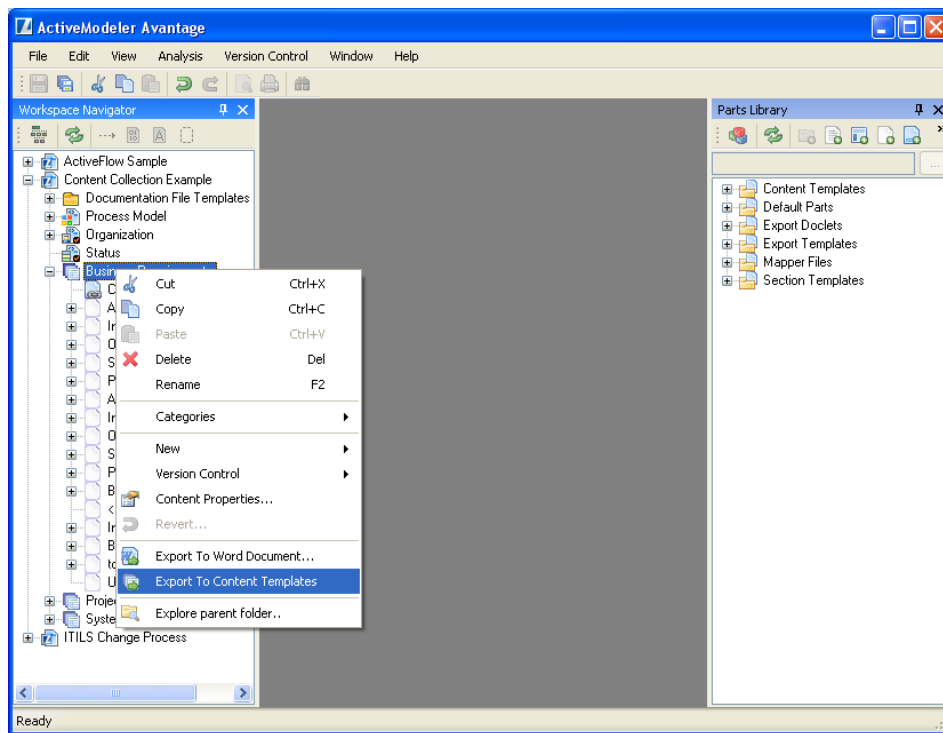 ActiveModeler Avantage
File Edit View Analysis Version Control Window Help
Workspace Navigator
Parts Library
ActiveFlow Sample
Content Collection Example
Documentation File Templates
Process Model
Organization
Status
Content Templates
Default Parts
Export Doclets
Export Templates
Mapper Files
Section Templates
Cut Ctrl+X
Copy Ctrl+C
Paste Ctrl+V
Delete Del
Rename F2
Categories
New
Version Control
Content Properties...
Revert...
Export To Word Document...
Export To Content Templates
Explore parent folder..
ITILS Change Process
Ready